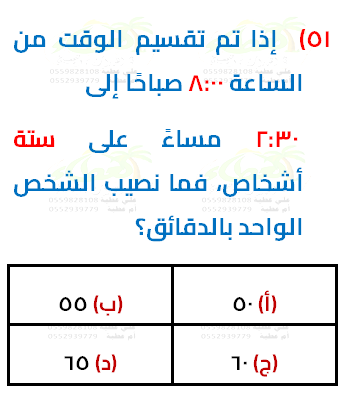 ٥١) إذا تم تقسيم الوقت من
الساعة ٨:٠٠ صباحًا إلى
٢:٣٠ مساءً على ستة
أشخاص، فما نصيب الشخص
الواحد بالدقائق؟
(أ) ٥٠
(ب) ٥٥
(ج) ٦٠
(د) ٦٥